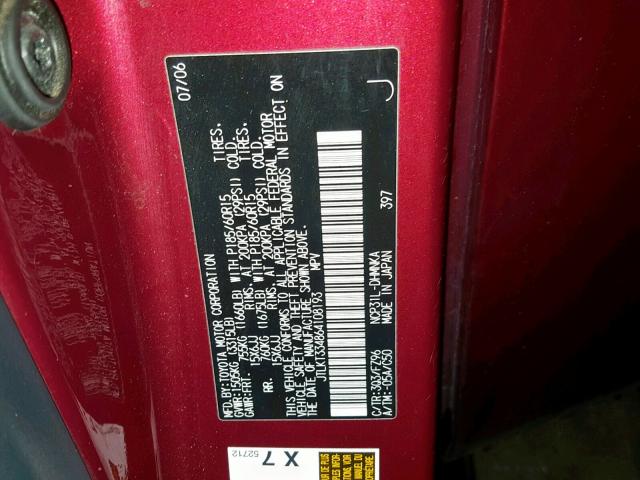 MFD.BY:TOYOTA MOTOR CORPORATION 07/06
GVWR:1505KG (3315LB)
GAWR:FRT. 755KG (1660LB) WITH P185/60R15 TIRES.
15X6JJ RIMS. AT 200KPA (29PSI) COLD.
RR. 760KG (1675LB) WITH P185/60R15 TIRES.
15X6JJ RIMS. AT 200KPA (29PSI) COLD.
THIS VEHICLE CONFORMS TO ALL APPLICABLE FEDERAL MOTOR
VEHICLE SAFETY AND THEFT PREVENTION STANDARDS IN EFFECT ON
THE DATE OF MANUFACTURE SHOWN ABOVE.
JTLKT334864108193 MPV
C/TR:3Q3/F796 NCP31L-DHMNKA 397 J
A/TM:-05A/C50 MADE IN JAPAN
X 7
52712